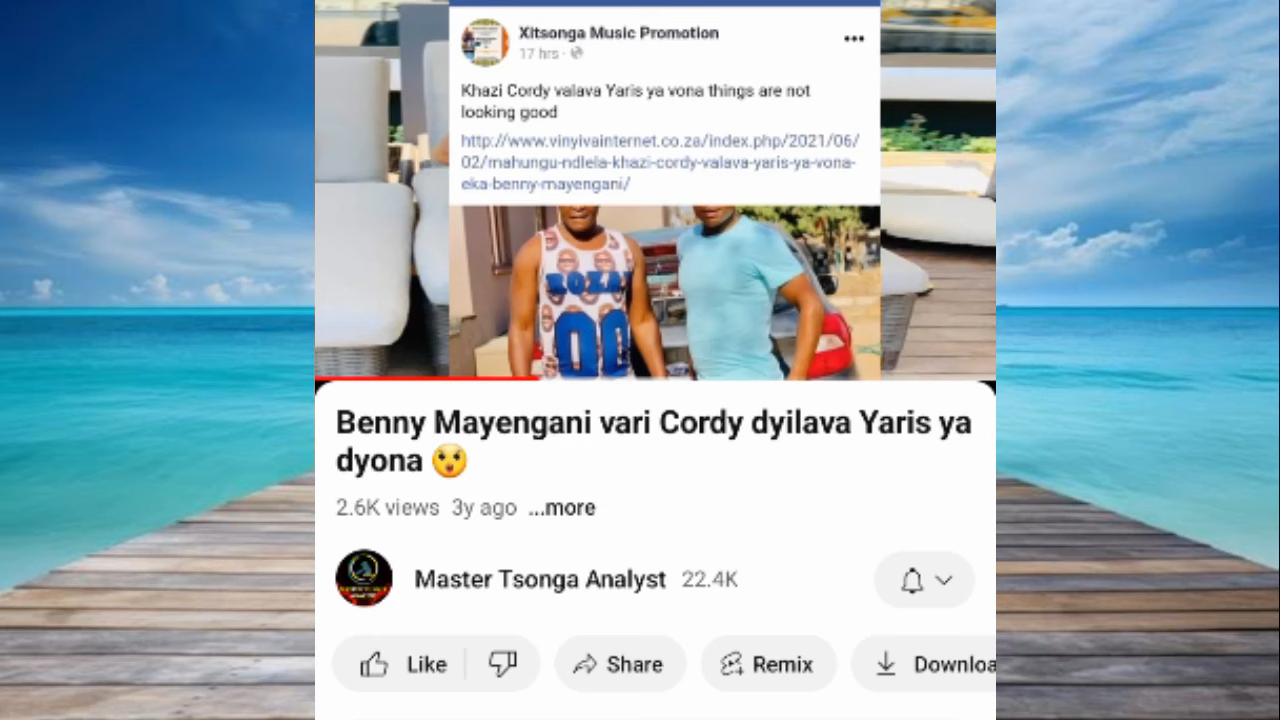 Xitsonga Music Promotion
17 hrs ·
Khazi Cordy valava Yaris ya vona things are not
looking good
http://www.vinyivainternet.co.za/index.php/2021/06/
02/mahungu-ndlela-khazi-cordy-valava-yaris-ya-vona-
eka-benny-mayengani/
00
Benny Mayengani vari Cordy dyilava Yaris ya
dyona 😲
2.6K views 3y ago ...more
Master Tsonga Analyst 22.4K
Like Share Remix Downloa